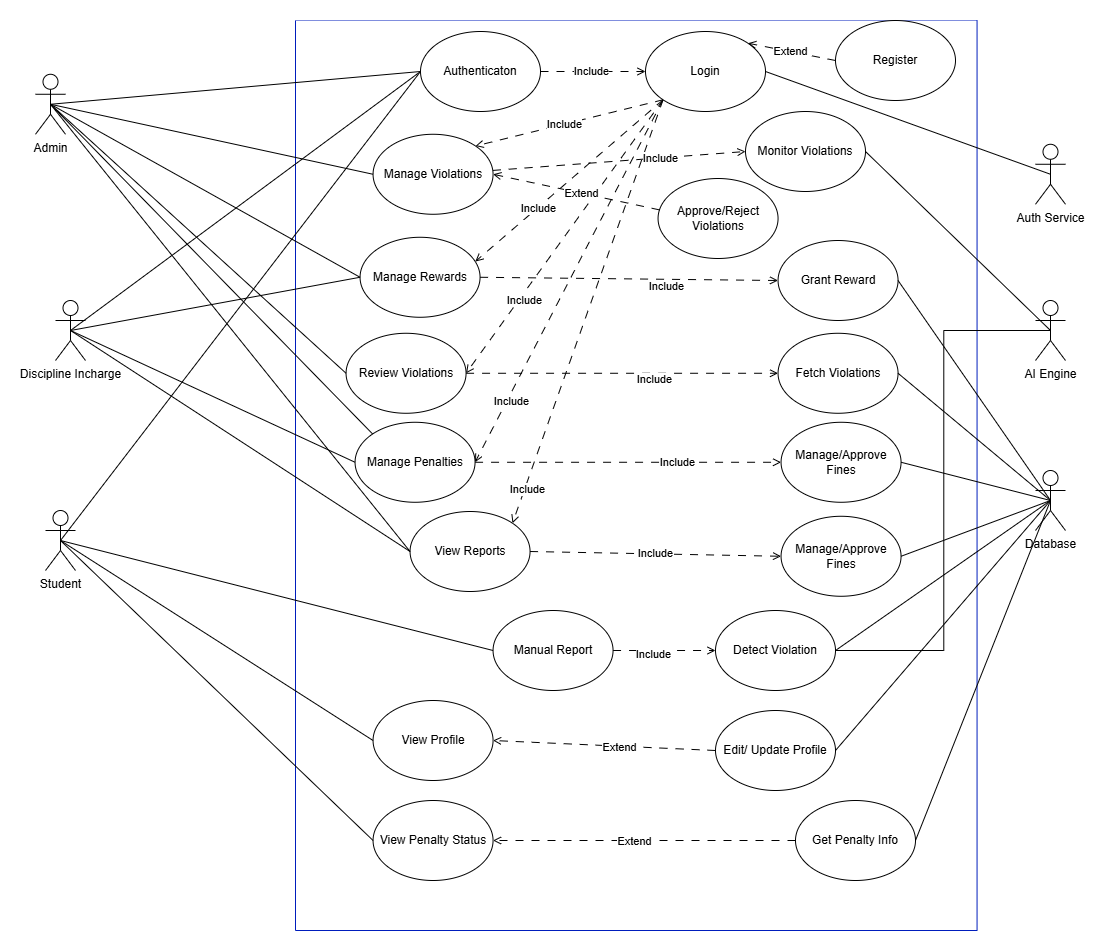 Authenticaton
Include
Login
Extend
Register
Admin
Include
Manage Violations
Include
Monitor Violations
Extend
Include
Approve/Reject
Violations
Auth Service
Manage Rewards
Include
Grant Reward
Include
Discipline Incharge
Review Violations
Include
Fetch Violations
AI Engine
Include
Manage Penalties
Include
Manage/Approve
Fines
Include
View Reports
Include
Manage/Approve
Fines
Database
Student
Manual Report
Include
Detect Violation
View Profile
Extend
Edit/ Update Profile
View Penalty Status
Extend
Get Penalty Info